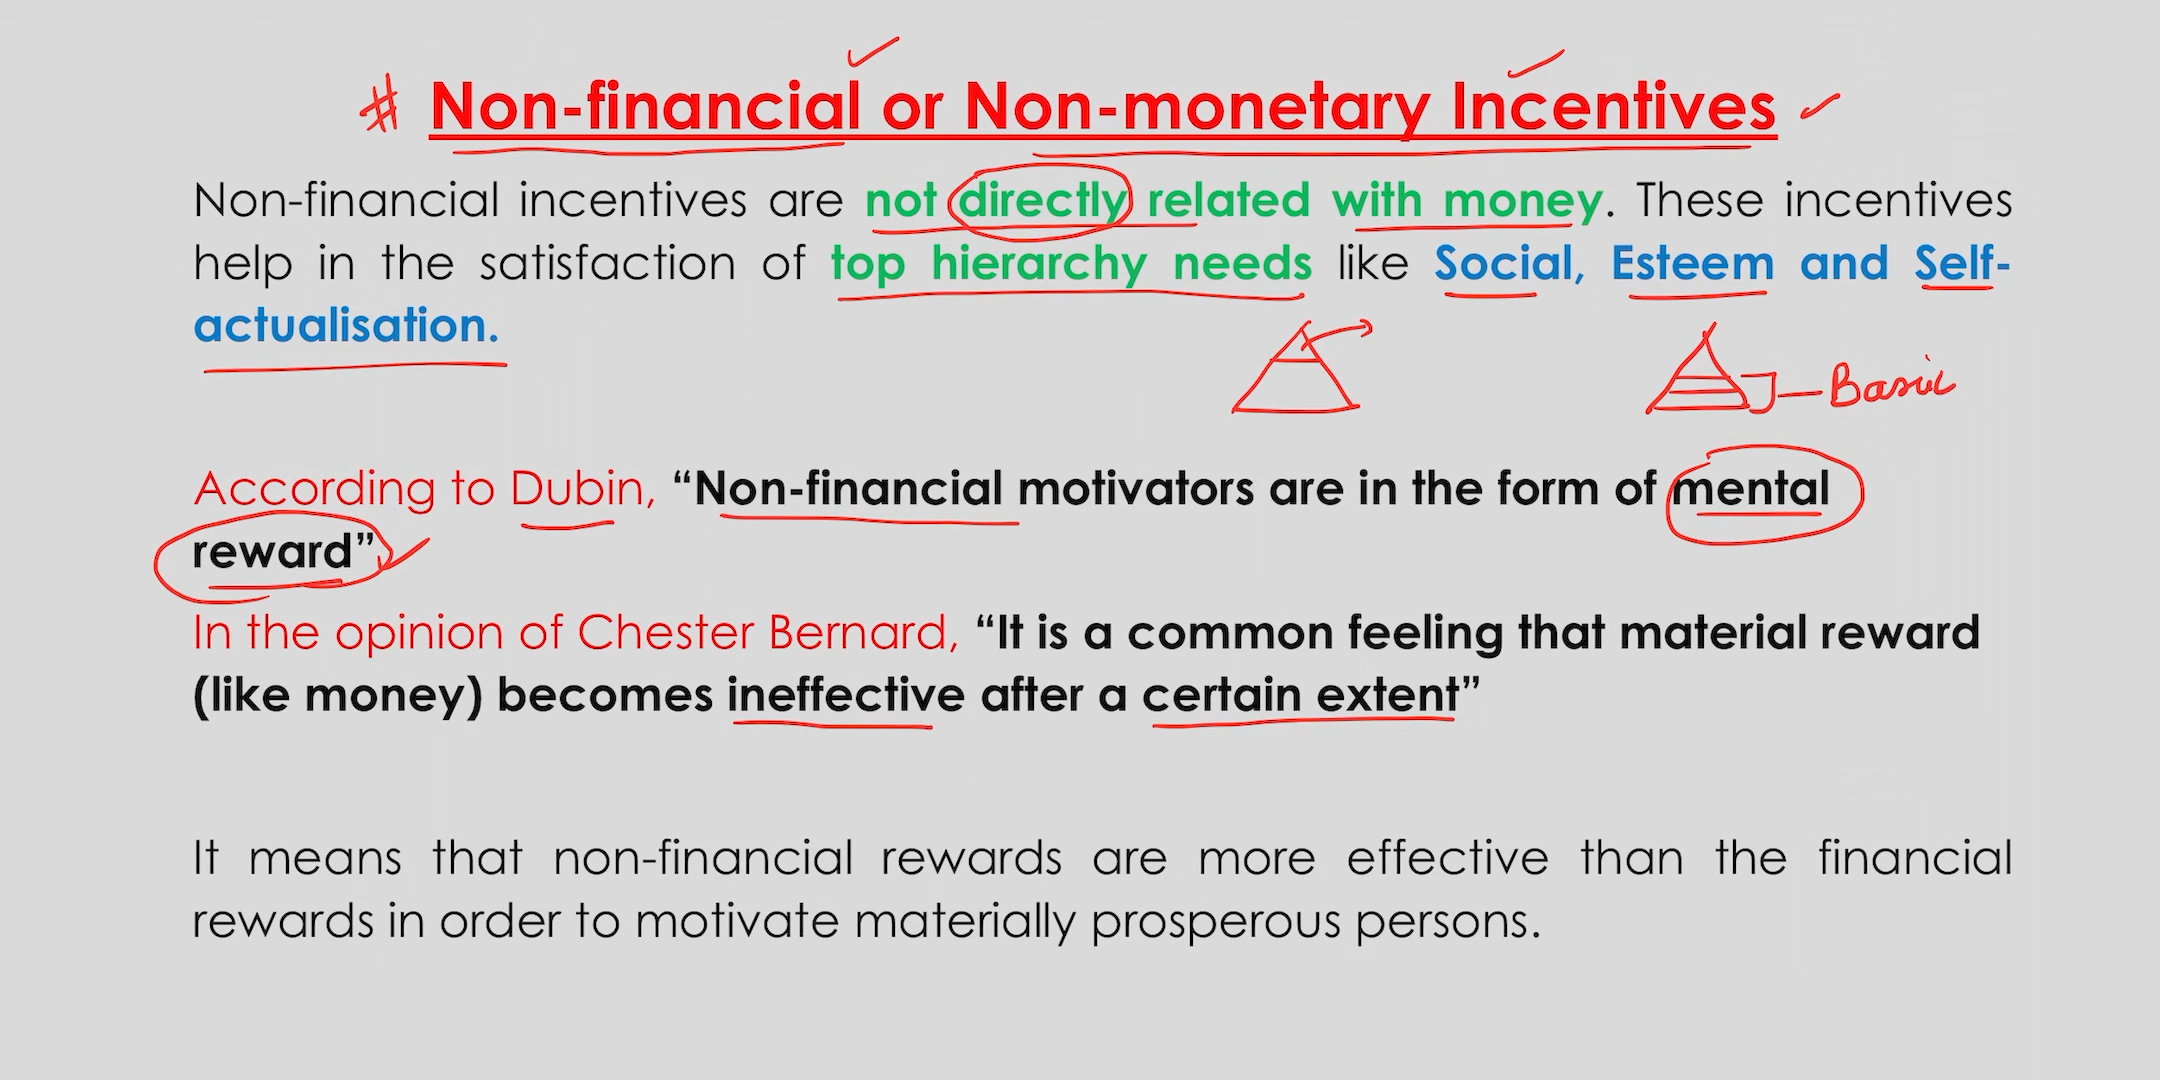 # Non-financial or Non-monetary Incentives
Non-financial incentives are not directly related with money. These incentives
help in the satisfaction of top hierarchy needs like Social, Esteem and Self-
actualisation.
Basic
According to Dubin, “Non-financial motivators are in the form of mental
reward”
In the opinion of Chester Bernard, “It is a common feeling that material reward
(like money) becomes ineffective after a certain extent”
It means that non-financial rewards are more effective than the financial
rewards in order to motivate materially prosperous persons.